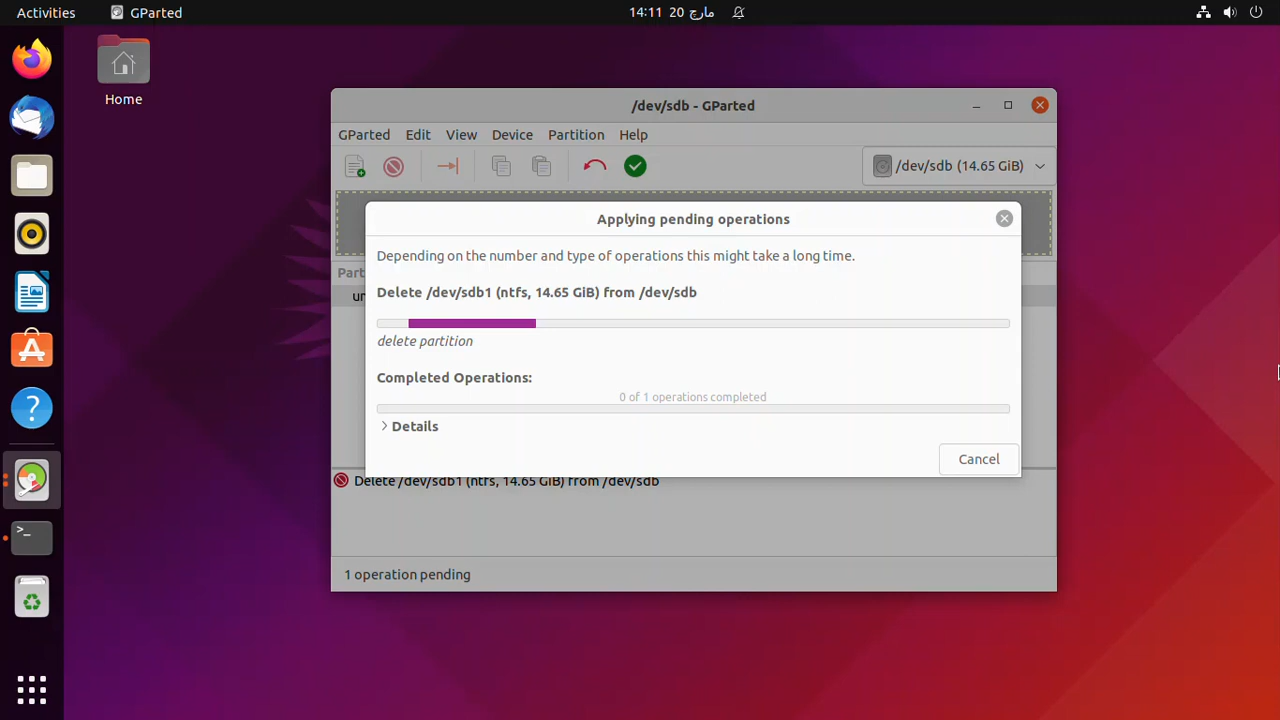 Activities
GParted
14:11 20 مارچ
Home
/dev/sdb - GParted
GParted Edit View Device Partition Help
/dev/sdb (14.65 GiB)
Part
un
Applying pending operations
Depending on the number and type of operations this might take a long time.
Delete /dev/sdb1 (ntfs, 14.65 GiB) from /dev/sdb
delete partition
Completed Operations:
0 of 1 operations completed
Details
Cancel
Delete /dev/sdb1 (ntfs, 14.65 GiB) from /dev/sdb
1 operation pending